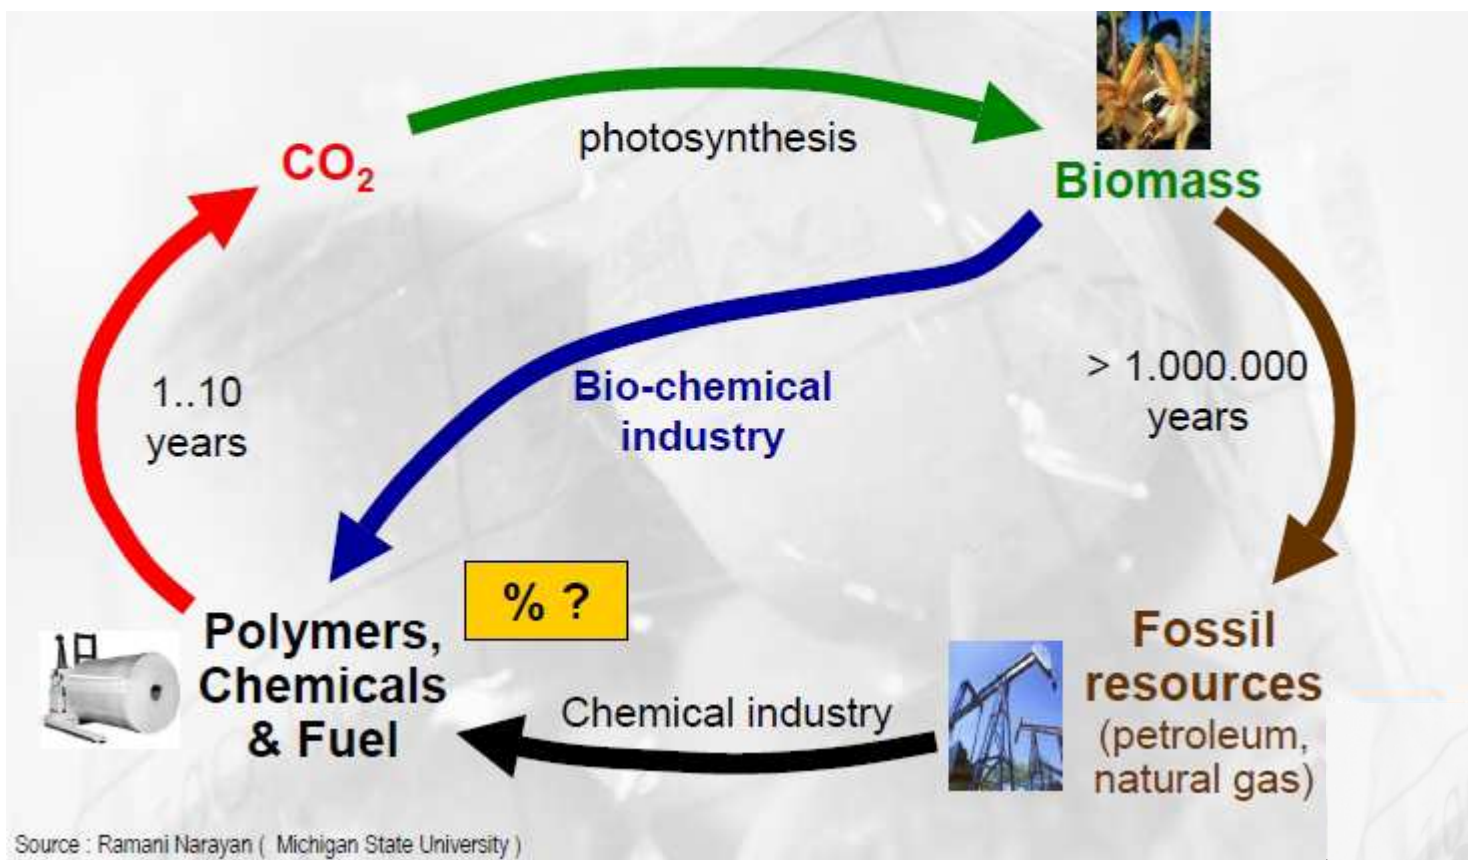 photosynthesis
CO₂
Biomass
1..10
years
Bio-chemical
industry
> 1.000.000
years
% ?
Polymers,
Chemicals
& Fuel
Chemical industry
Fossil
resources
(petroleum,
natural gas)
Source : Ramani Narayan ( Michigan State University )